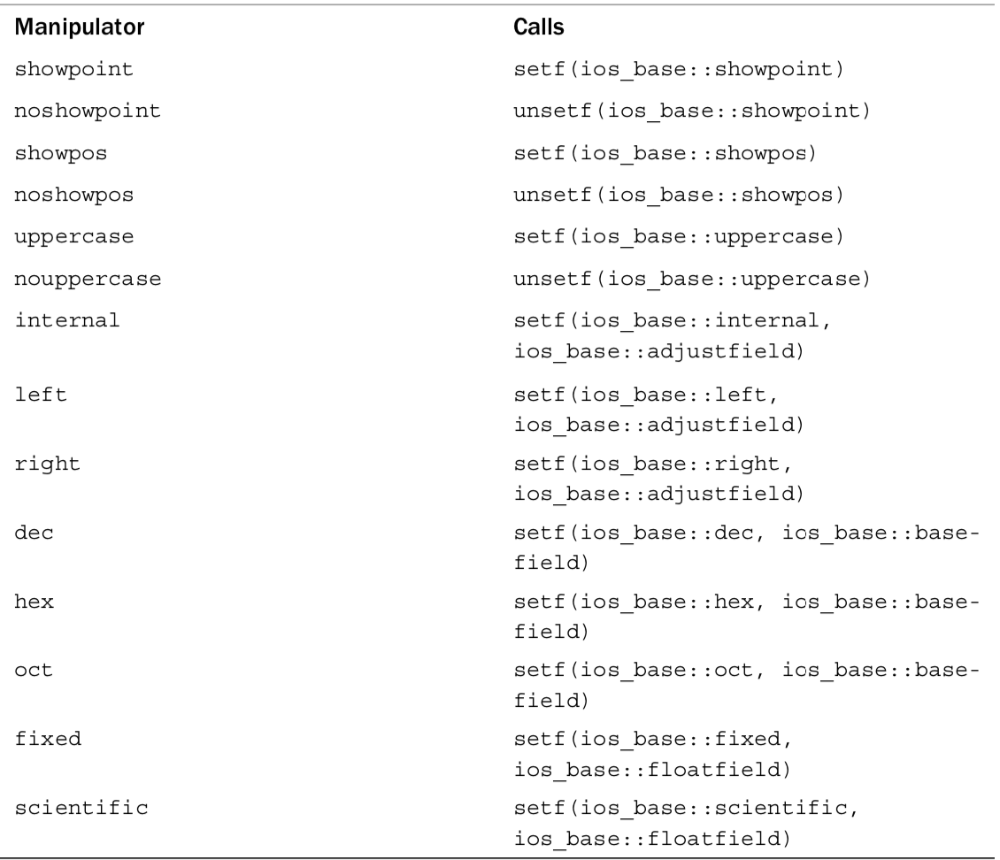 Manipulator Calls
showpoint setf(ios_base::showpoint)
noshowpoint unsetf(ios_base::showpoint)
showpos setf(ios_base::showpos)
noshowpos unsetf(ios_base::showpos)
uppercase setf(ios_base::uppercase)
nouppercase unsetf(ios_base::uppercase)
internal setf(ios_base::internal,
ios_base::adjustfield)
left setf(ios_base::left,
ios_base::adjustfield)
right setf(ios_base::right,
ios_base::adjustfield)
dec setf(ios_base::dec, ios_base::base-
field)
hex setf(ios_base::hex, ios_base::base-
field)
oct setf(ios_base::oct, ios_base::base-
field)
fixed setf(ios_base::fixed,
ios_base::floatfield)
scientific setf(ios_base::scientific,
ios_base::floatfield)